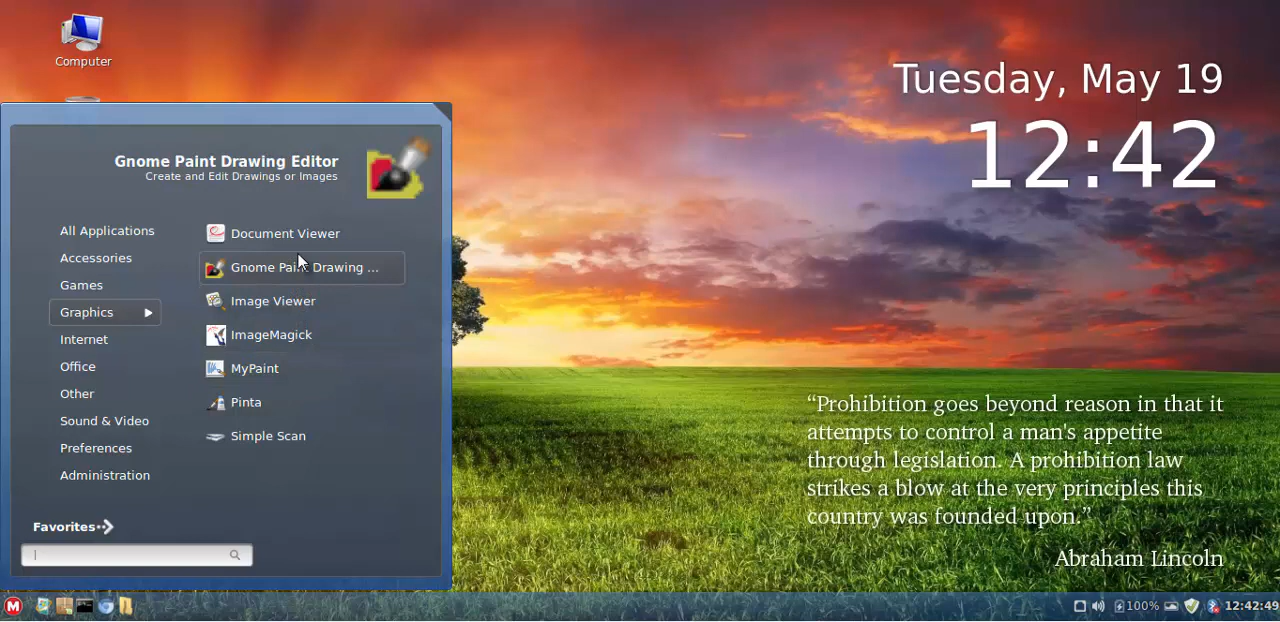 Computer
Tuesday, May 19
12:42
Gnome Paint Drawing Editor
Create and Edit Drawings or Images
All Applications
Accessories
Games
Graphics
Internet
Office
Other
Sound & Video
Preferences
Administration
Document Viewer
Gnome Paint Drawing ...
Image Viewer
ImageMagick
MyPaint
Pinta
Simple Scan
Favorites
“Prohibition goes beyond reason in that it
attempts to control a man's appetite
through legislation. A prohibition law
strikes a blow at the very principles this
country was founded upon.”
Abraham Lincoln
M
100%
12:42:49